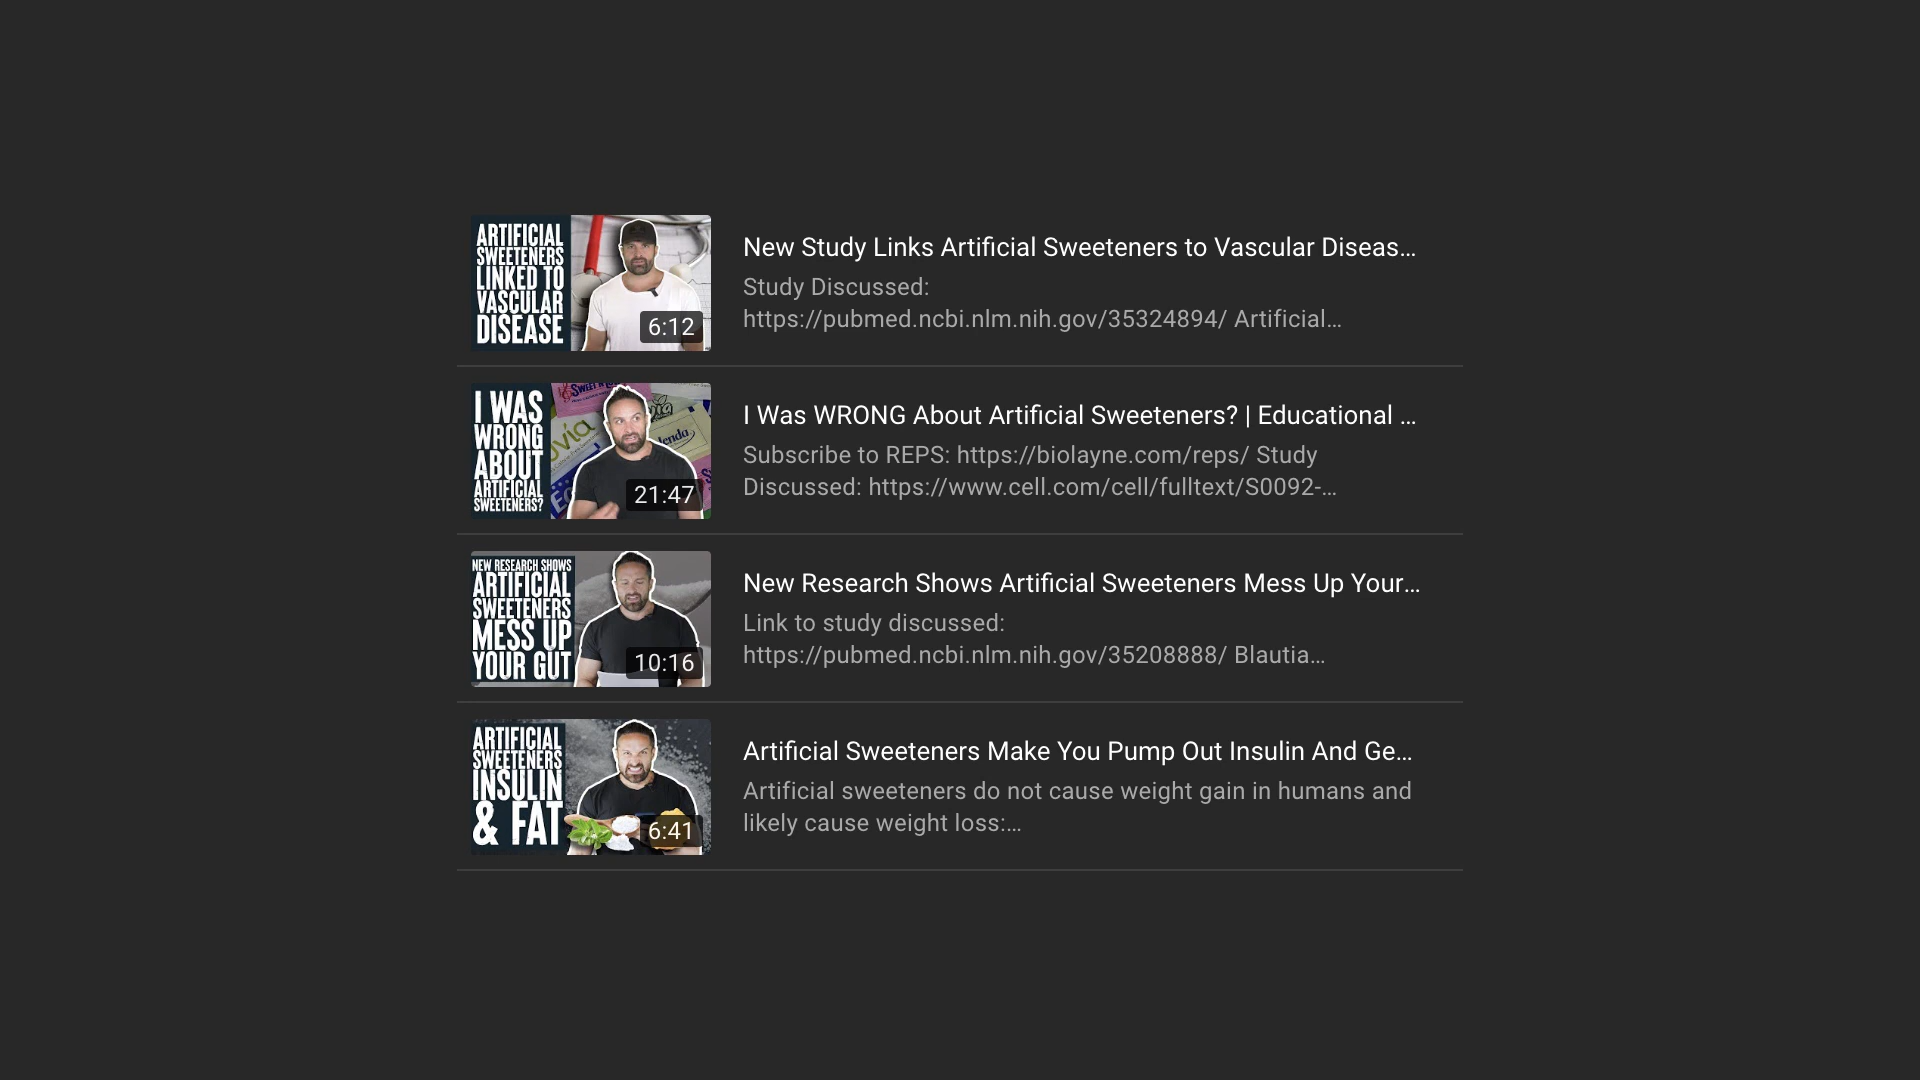 ARTIFICIAL
SWEETENERS
LINKED TO
VASCULAR
DISEASE
6:12
New Study Links Artificial Sweeteners to Vascular Diseas...
Study Discussed:
https://pubmed.ncbi.nlm.nih.gov/35324894/ Artificial...
I WAS
WRONG
ABOUT
ARTIFICIAL
SWEETENERS?
21:47
I Was WRONG About Artificial Sweeteners? | Educational ...
Subscribe to REPS: https://biolayne.com/reps/ Study
Discussed: https://www.cell.com/cell/fulltext/S0092-...
NEW RESEARCH SHOWS
ARTIFICIAL
SWEETENERS
MESS UP
YOUR GUT
10:16
New Research Shows Artificial Sweeteners Mess Up Your...
Link to study discussed:
https://pubmed.ncbi.nlm.nih.gov/35208888/ Blautia...
ARTIFICIAL
SWEETENERS
INSULIN
& FAT
6:41
Artificial Sweeteners Make You Pump Out Insulin And Ge...
Artificial sweeteners do not cause weight gain in humans and
likely cause weight loss:...